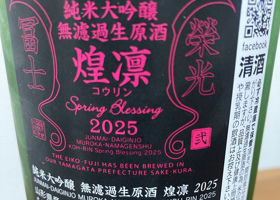 純米大吟醸
無濾過生原酒
冨士
煌凛
栄光
コウリン
Spring Blessing
2025
JUNMAI-DAIGINJO
MUROKA-NAMAGENSHU
KOH-RIN Spring Blessing 2025
弐
THE EIKO-FUJI HAS BEEN BREWED IN
OUR YAMAGATA PREFECTURE SAKE-KURA.
純米大吟醸 無濾過生原酒 煌凛 2025
facebook
清酒